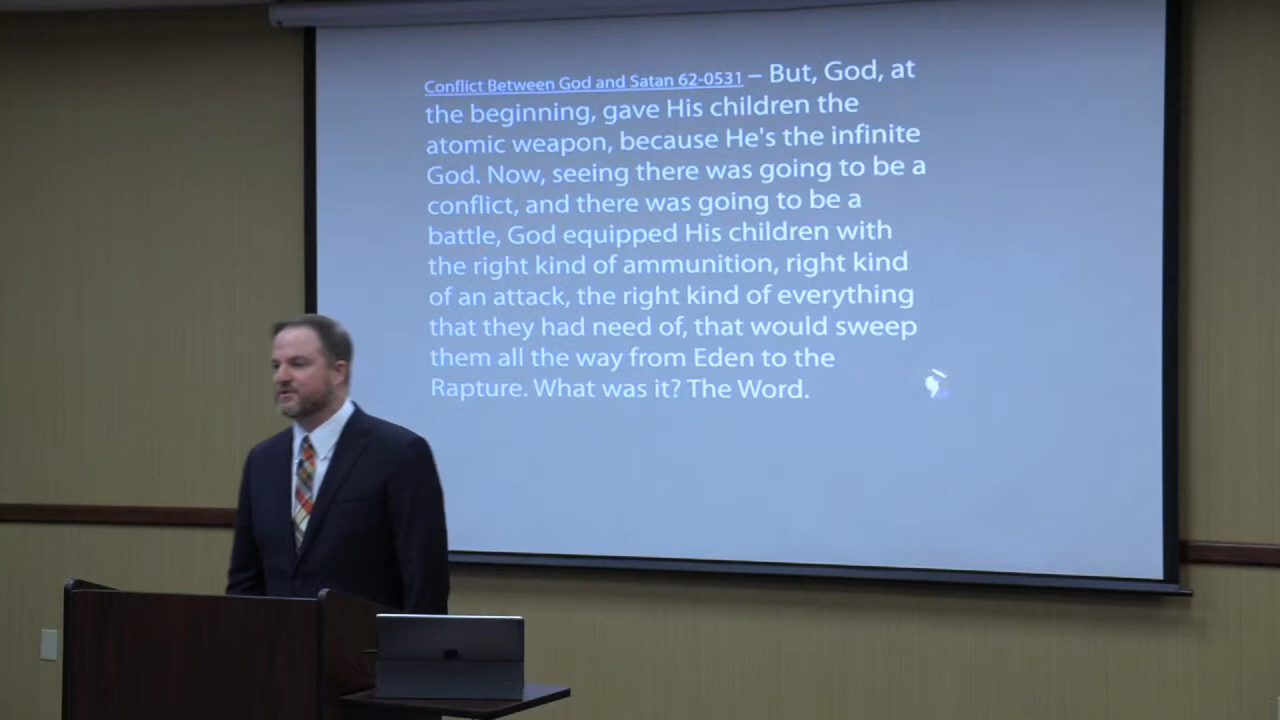 Conflict Between God and Satan 62-0531 – But, God, at
the beginning, gave His children the
atomic weapon, because He's the infinite
God. Now, seeing there was going to be a
conflict, and there was going to be a
battle, God equipped His children with
the right kind of ammunition, right kind
of an attack, the right kind of everything
that they had need of, that would sweep
them all the way from Eden to the
Rapture. What was it? The Word.